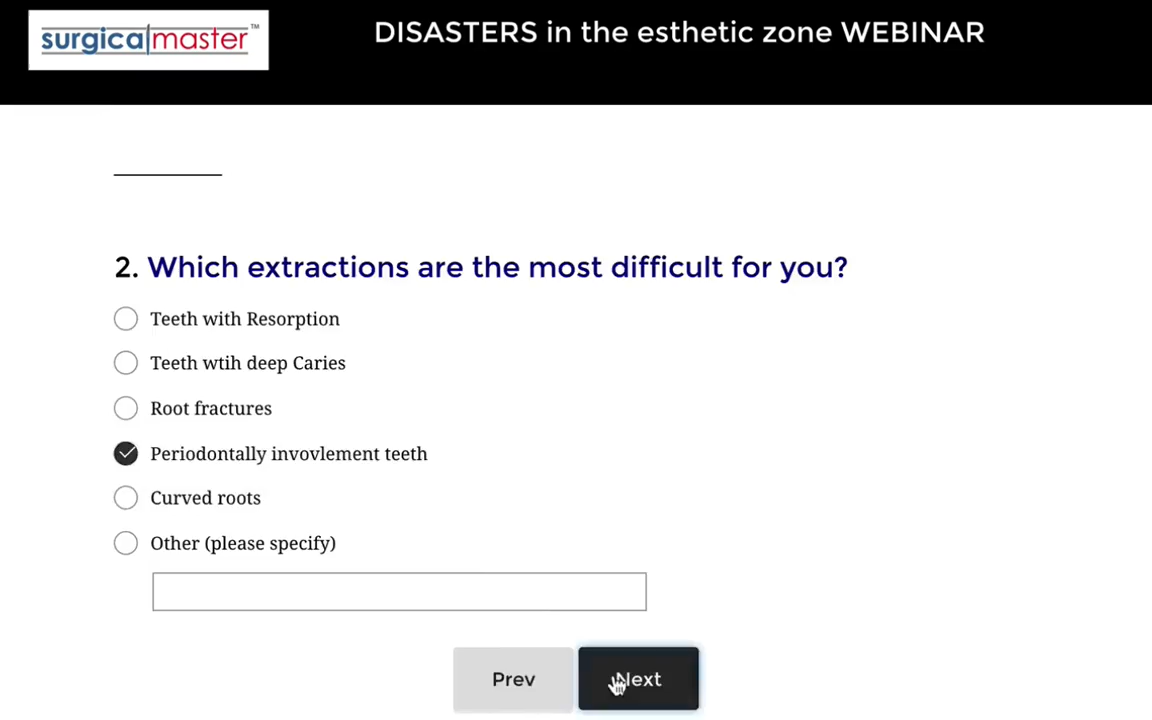 surgicalmaster™
DISASTERS in the esthetic zone WEBINAR
2. Which extractions are the most difficult for you?
Teeth with Resorption
Teeth wtih deep Caries
Root fractures
Periodontally invovlement teeth
Curved roots
Other (please specify)
Prev
Next